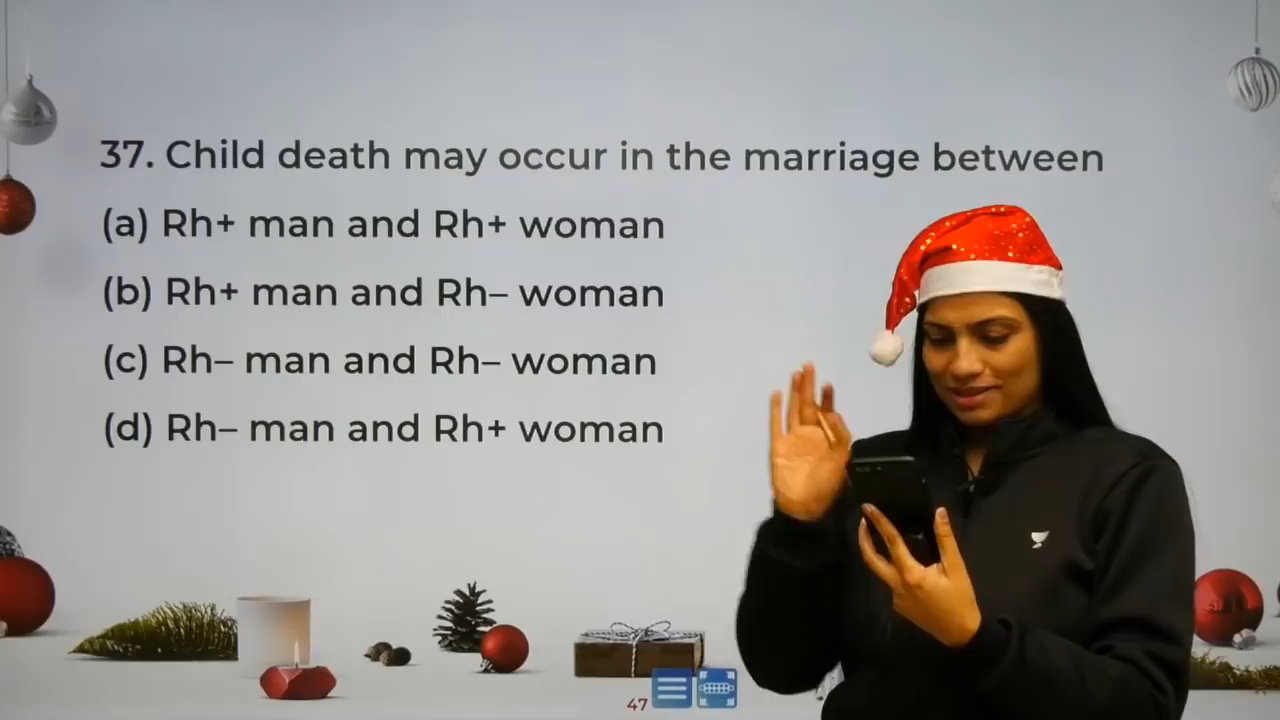 37. Child death may occur in the marriage between
(a) Rh+ man and Rh+ woman
(b) Rh+ man and Rh– woman
(c) Rh– man and Rh– woman
(d) Rh– man and Rh+ woman
47